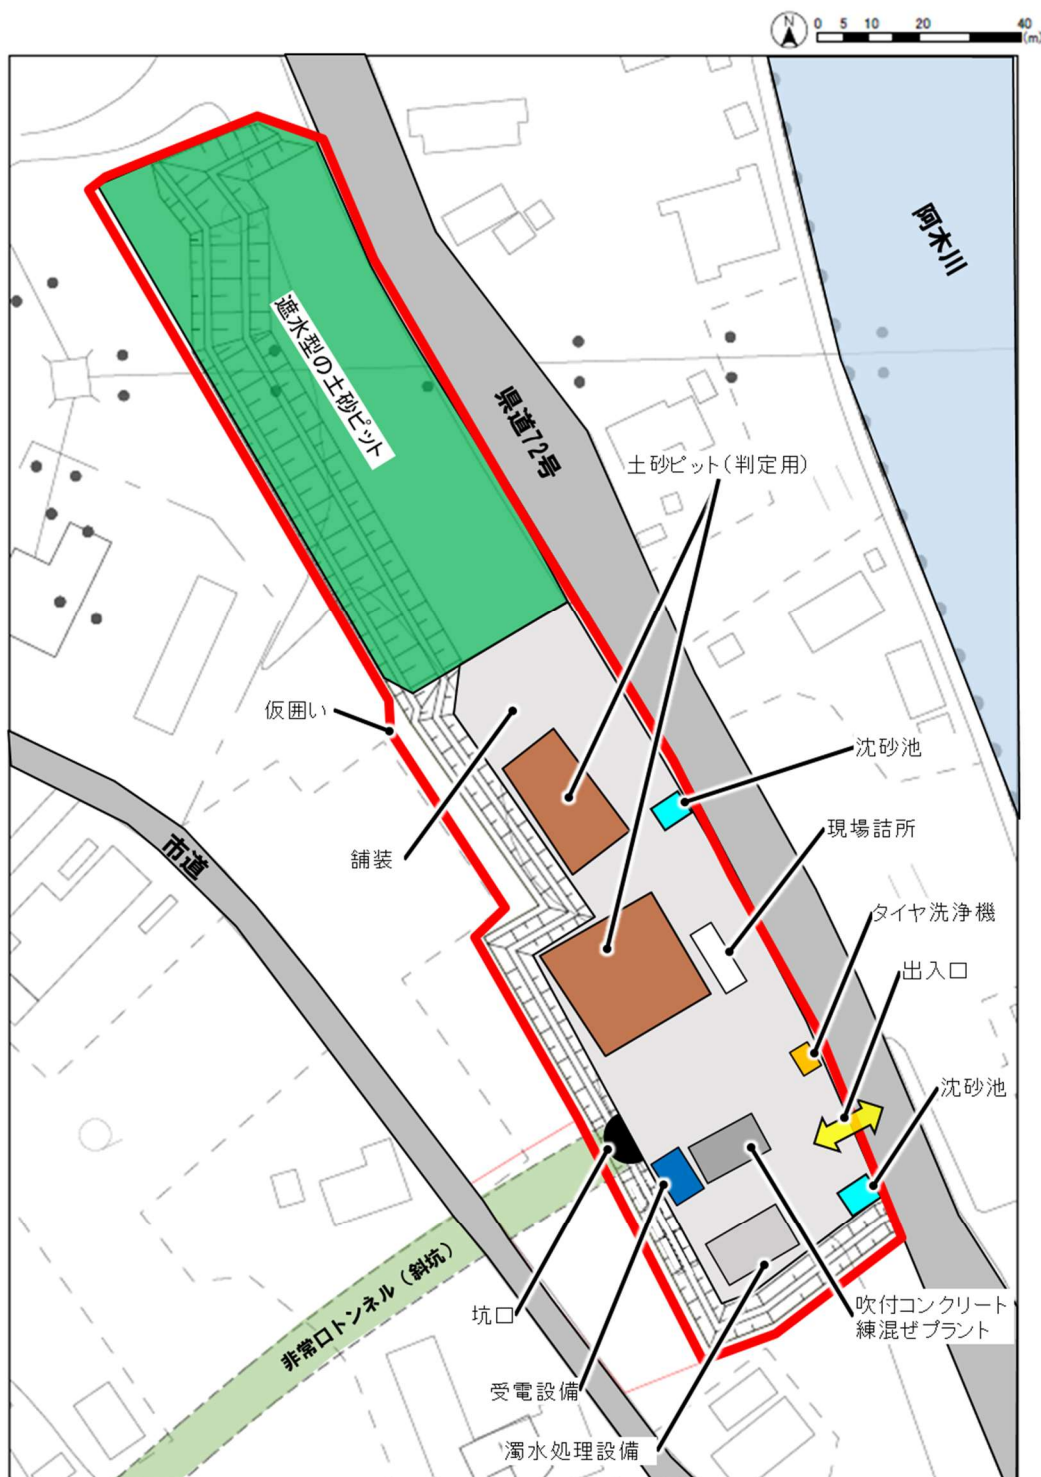 N
0 5 10 20 40
(m)
阿木川
遮水型の土砂ピット
県道72号
土砂ピット(判定用)
仮囲い
沈砂池
現場詰所
舗装
市道
タイヤ洗浄機
出入口
沈砂池
非常口トンネル(斜坑)
坑口
吹付コンクリート
練混ぜプラント
受電設備
濁水処理設備